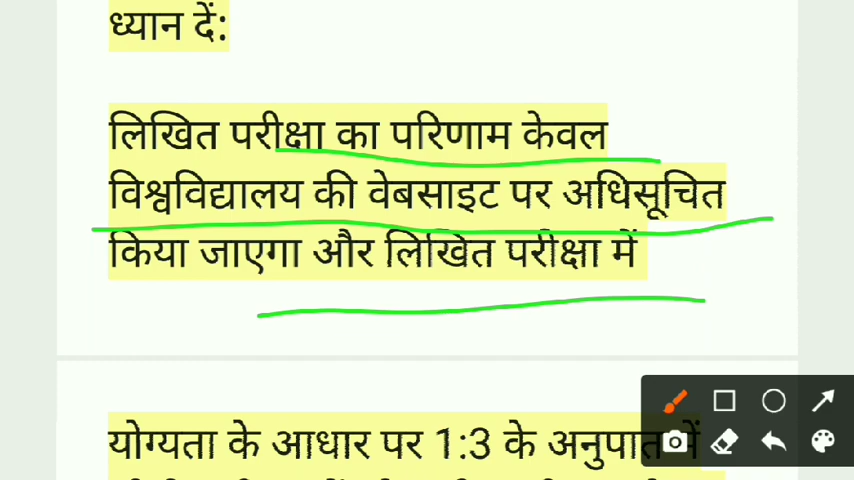 ध्यान दें:
लिखित परीक्षा का परिणाम केवल
विश्वविद्यालय की वेबसाइट पर अधिसूचित
किया जाएगा और लिखित परीक्षा में
योग्यता के आधार पर 1:3 के अनुपात में